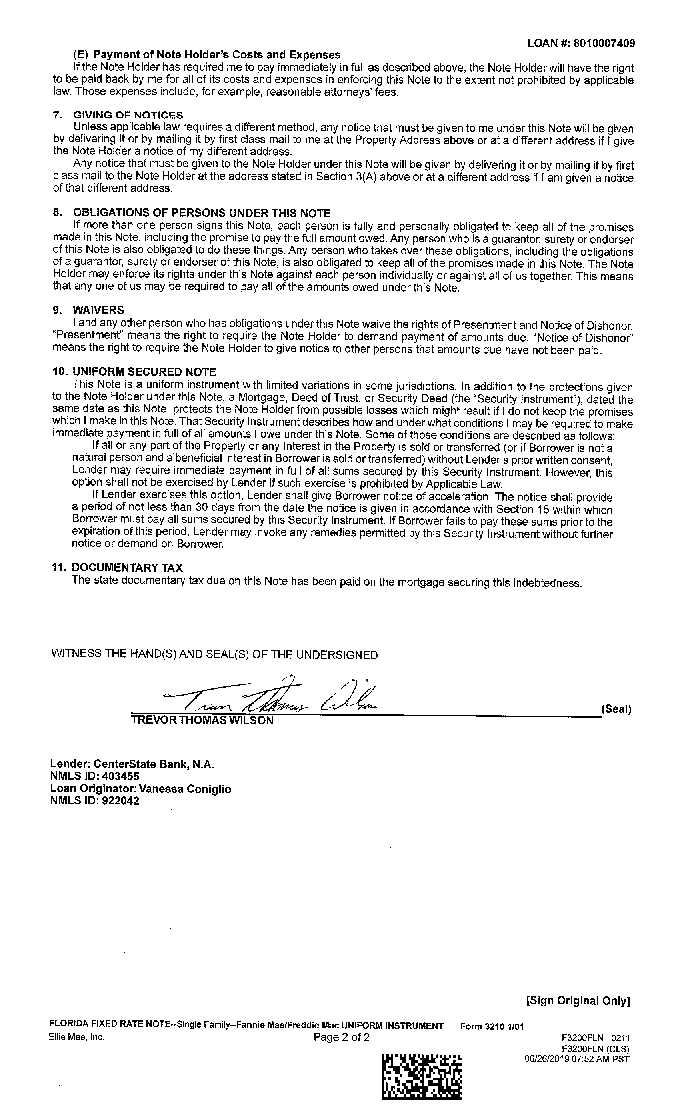 LOAN #: 8010007409
(E) Payment of Note Holder's Costs and Expenses
If the Note Holder has required me to pay immediately in full as described above, the Note Holder will have the right
to be paid back by me for all of its costs and expenses in enforcing this Note to the extent not prohibited by applicable
law. Those expenses include, for example, reasonable attorneys' fees.
7. GIVING OF NOTICES
Unless applicable law requires a different method, any notice that must be given to me under this Note will be given
by delivering it or by mailing it by first class mail to me at the Property Address above or at a different address if I give
the Note Holder a notice of my different address.
Any notice that must be given to the Note Holder under this Note will be given by delivering it or by mailing it by first
class mail to the Note Holder at the address stated in Section 3(A) above or at a different address if I am given a notice
of that different address.
8. OBLIGATIONS OF PERSONS UNDER THIS NOTE
If more than one person signs this Note, each person is fully and personally obligated to keep all of the promises
made in this Note, including the promise to pay the full amount owed. Any person who is a guarantor, surety or endorser
of this Note is also obligated to do these things. Any person who takes over these obligations, including the obligations
of a guarantor, surety or endorser of this Note, is also obligated to keep all of the promises made in this Note. The Note
Holder may enforce its rights under this Note against each person individually or against all of us together. This means
that any one of us may be required to pay all of the amounts owed under this Note.
9. WAIVERS
I and any other person who has obligations under this Note waive the rights of Presentment and Notice of Dishonor.
"Presentment" means the right to require the Note Holder to demand payment of amounts due. "Notice of Dishonor"
means the right to require the Note Holder to give notice to other persons that amounts due have not been paid.
10. UNIFORM SECURED NOTE
This Note is a uniform instrument with limited variations in some jurisdictions. In addition to the protections given
to the Note Holder under this Note, a Mortgage, Deed of Trust, or Security Deed (the "Security Instrument"), dated the
same date as this Note, protects the Note Holder from possible losses which might result if I do not keep the promises
which I make in this Note. That Security Instrument describes how and under what conditions I may be required to make
immediate payment in full of all amounts I owe under this Note. Some of those conditions are described as follows:
If all or any part of the Property or any Interest in the Property is sold or transferred (or if Borrower is not a
natural person and a beneficial interest in Borrower is sold or transferred) without Lender's prior written consent,
Lender may require immediate payment in full of all sums secured by this Security Instrument. However, this
option shall not be exercised by Lender if such exercise is prohibited by Applicable Law.
If Lender exercises this option, Lender shall give Borrower notice of acceleration. The notice shall provide
a period of not less than 30 days from the date the notice is given in accordance with Section 15 within which
Borrower must pay all sums secured by this Security Instrument. If Borrower fails to pay these sums prior to the
expiration of this period, Lender may invoke any remedies permitted by this Security Instrument without further
notice or demand on Borrower.
11. DOCUMENTARY TAX
The state documentary tax due on this Note has been paid on the mortgage securing this indebtedness.
WITNESS THE HAND(S) AND SEAL(S) OF THE UNDERSIGNED
(Seal)
TREVOR THOMAS WILSON
Lender: CenterState Bank, N.A.
NMLS ID: 403455
Loan Originator: Vanessa Coniglio
NMLS ID: 922042
[Sign Original Only]
FLORIDA FIXED RATE NOTE--Single Family--Fannie Mae/Freddie Mac UNIFORM INSTRUMENT Form 3210 1/01
Ellie Mae, Inc. Page 2 of 2 F3200FLN 0211
F3200FLN (CLS)
06/26/2019 07:52 AM PST